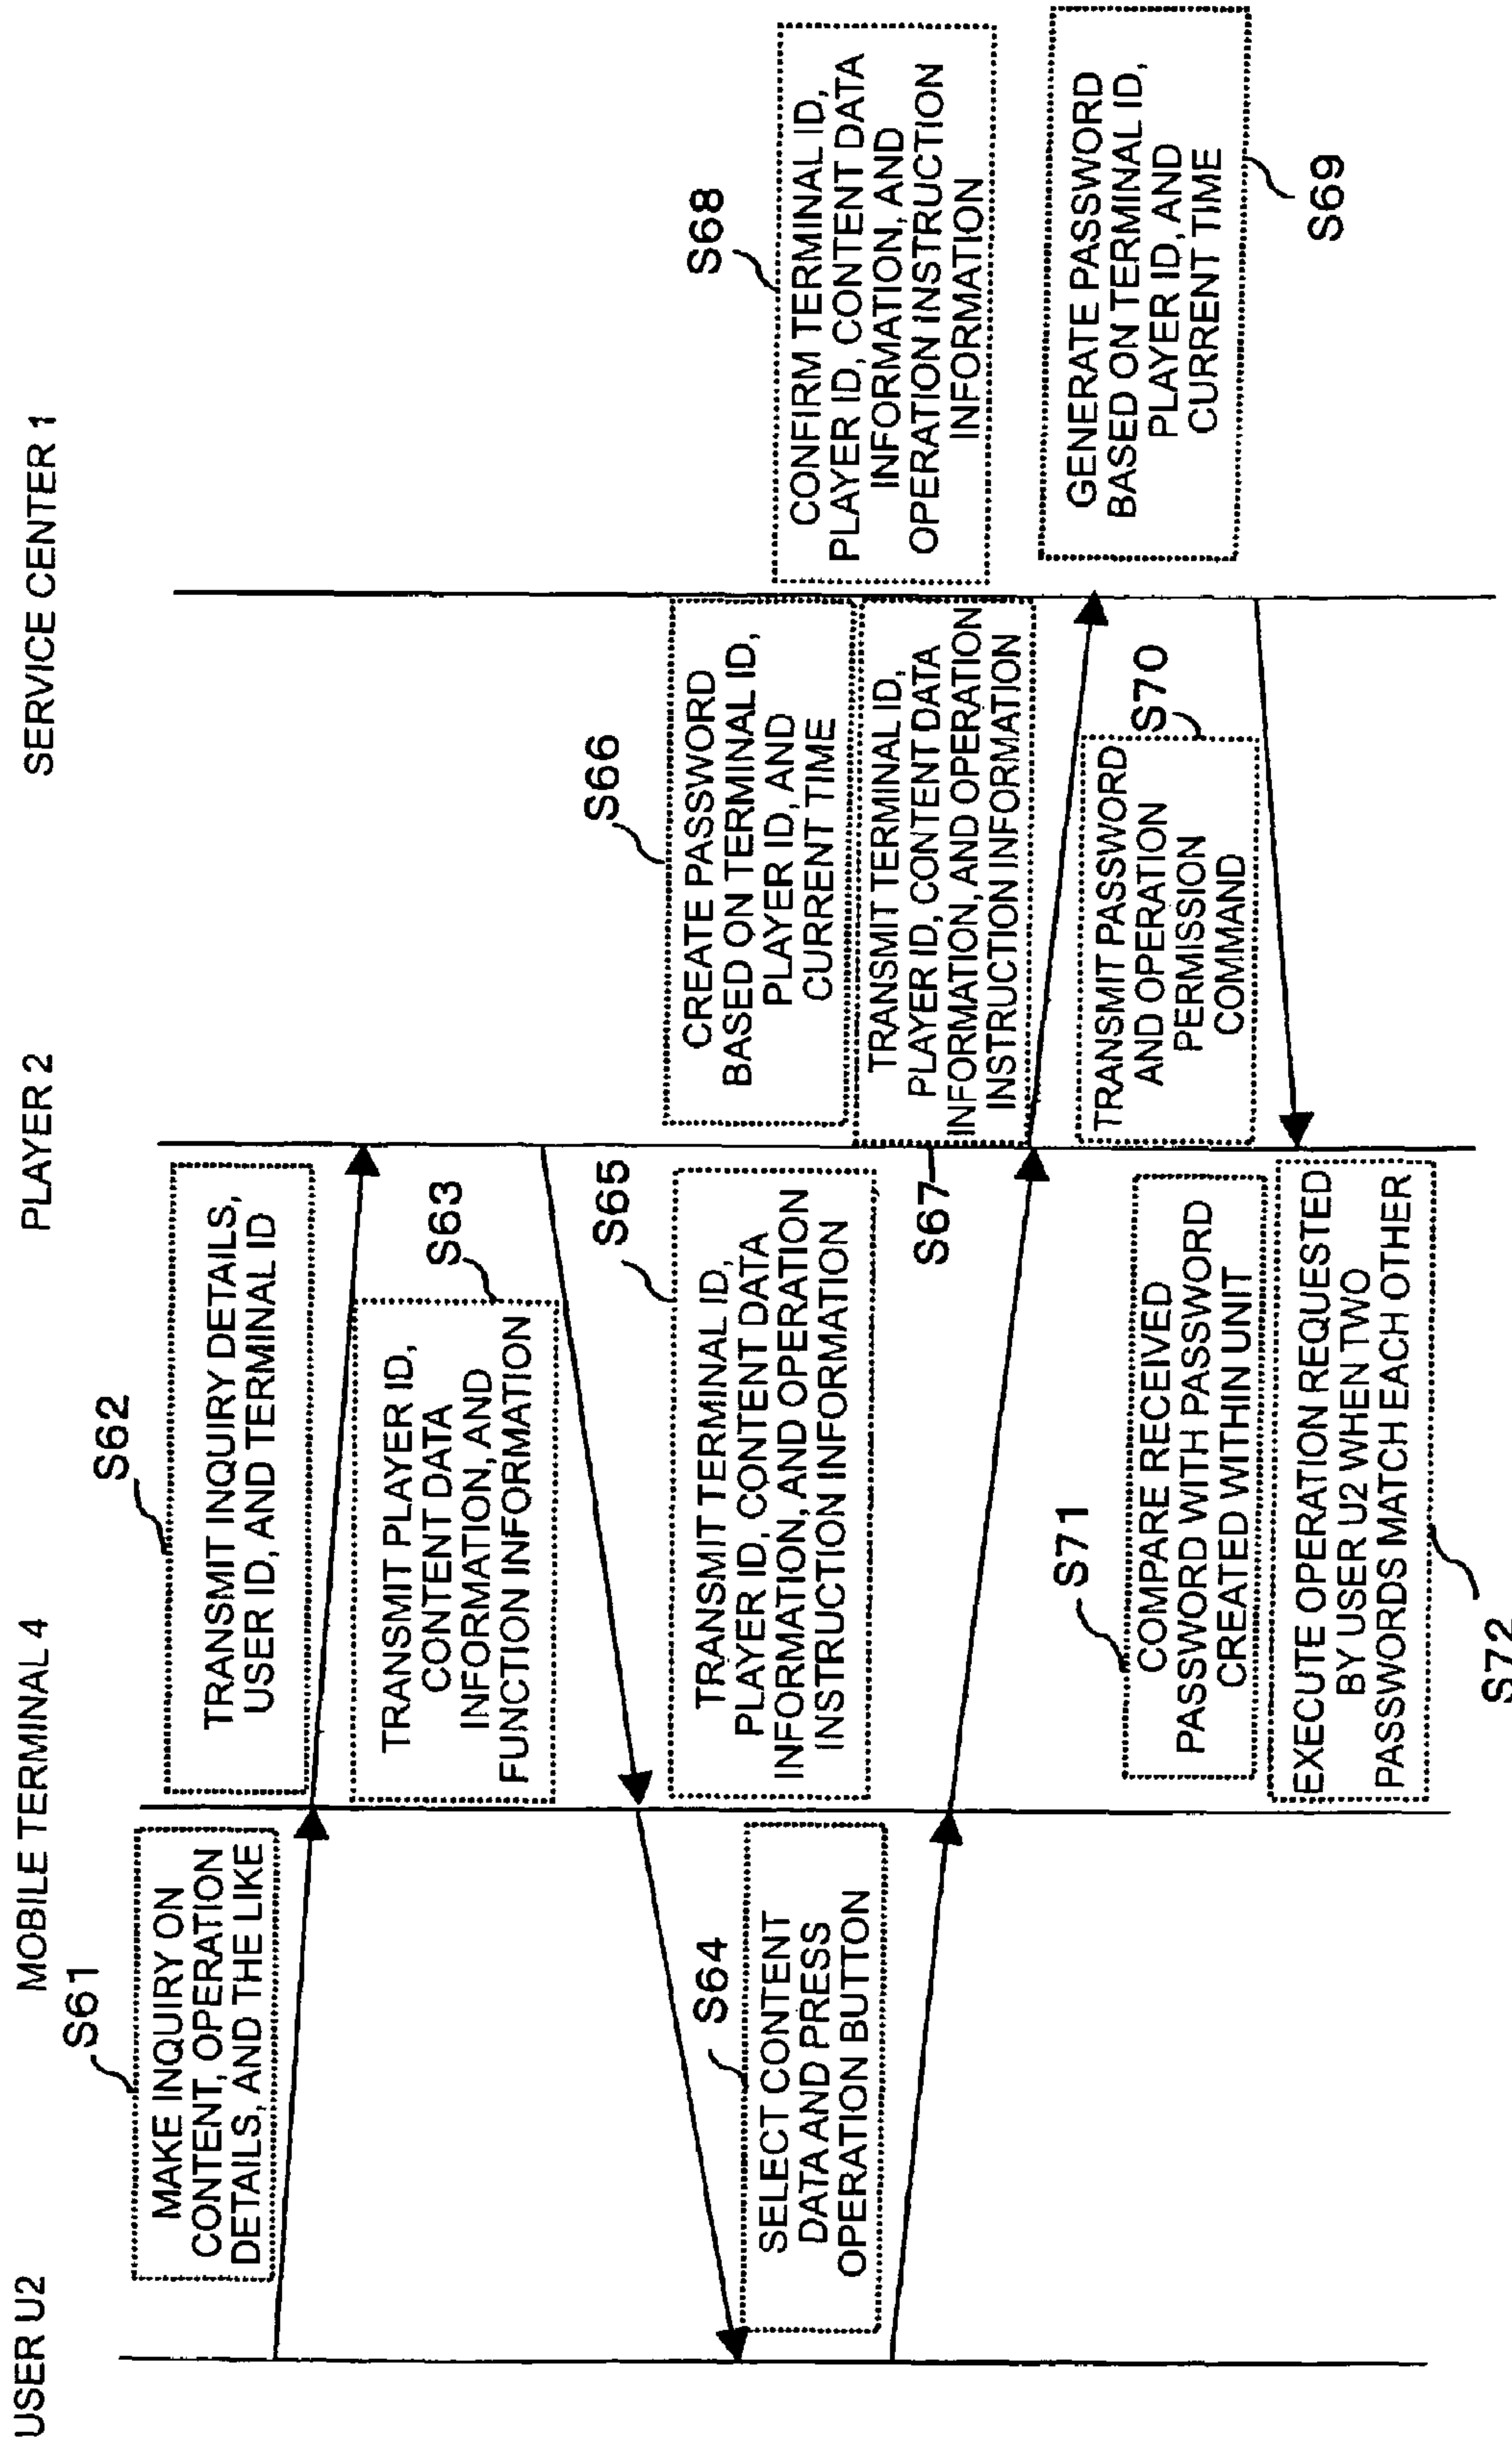 USER U2
MOBILE TERMINAL 4
PLAYER 2
SERVICE CENTER 1
S61
MAKE INQUIRY ON
CONTENT, OPERATION
DETAILS, AND THE LIKE
S62
TRANSMIT INQUIRY DETAILS,
USER ID, AND TERMINAL ID
S63
TRANSMIT PLAYER ID,
CONTENT DATA
INFORMATION, AND
FUNCTION INFORMATION
S64
SELECT CONTENT
DATA AND PRESS
OPERATION BUTTON
S65
TRANSMIT TERMINAL ID,
PLAYER ID, CONTENT DATA
INFORMATION, AND OPERATION
INSTRUCTION INFORMATION
S66
CREATE PASSWORD
BASED ON TERMINAL ID,
PLAYER ID, AND
CURRENT TIME
S67
TRANSMIT TERMINAL ID,
PLAYER ID, CONTENT DATA
INFORMATION, AND OPERATION
INSTRUCTION INFORMATION
S68
CONFIRM TERMINAL ID,
PLAYER ID, CONTENT DATA
INFORMATION, AND
OPERATION INSTRUCTION
INFORMATION
GENERATE PASSWORD
BASED ON TERMINAL ID,
PLAYER ID, AND
CURRENT TIME
S69
S70
TRANSMIT PASSWORD
AND OPERATION
PERMISSION
COMMAND
S71
COMPARE RECEIVED
PASSWORD WITH PASSWORD
CREATED WITHIN UNIT
EXECUTE OPERATION REQUESTED
BY USER U2 WHEN TWO
PASSWORDS MATCH EACH OTHER
S72